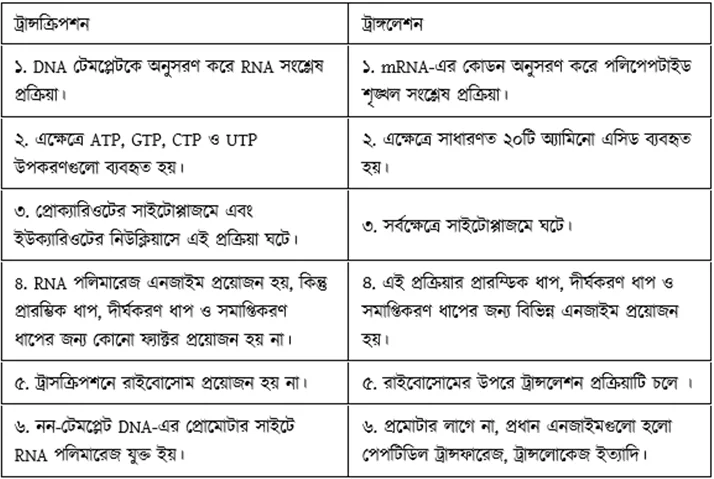 ট্রান্সক্রিপশন
ট্রান্সলেশন
১. DNA টেমপ্লেটকে অনুসরণ করে RNA সংশ্লেষ
প্রক্রিয়া।
১. mRNA-এর কোডন অনুসরণ করে পলিপেপটাইড
শৃঙ্খল সংশ্লেষ প্রক্রিয়া।
২. এক্ষেত্রে ATP, GTP, CTP ও UTP
উপকরণগুলো ব্যবহৃত হয়।
২. এক্ষেত্রে সাধারণত ২০টি অ্যামিনো এসিড ব্যবহৃত
হয়।
৩. প্রোক্যারিওটের সাইটোপ্লাজমে এবং
ইউক্যারিওটের নিউক্লিয়াসে এই প্রক্রিয়া ঘটে।
৩. সর্বক্ষেত্রে সাইটোপ্লাজমে ঘটে।
৪. RNA পলিমারেজ এনজাইম প্রয়োজন হয়, কিন্তু
প্রারম্ভিক ধাপ, দীর্ঘকরণ ধাপ ও সমাপ্তিকরণ
ধাপের জন্য কোনো ফ্যাক্টর প্রয়োজন হয় না।
৪. এই প্রক্রিয়ার প্রারম্ভিক ধাপ, দীর্ঘকরণ ধাপ ও
সমাপ্তিকরণ ধাপের জন্য বিভিন্ন এনজাইম প্রয়োজন
হয়।
৫. ট্রাসক্রিপশনে রাইবোসোম প্রয়োজন হয় না।
৫. রাইবোসোমের উপরে ট্রান্সলেশন প্রক্রিয়াটি চলে ।
৬. নন-টেমপ্লেট DNA-এর প্রোমোটার সাইটে
RNA পলিমারেজ যুক্ত ইয়।
৬. প্রমোটার লাগে না, প্রধান এনজাইমগুলো হলো
পেপটিডিল ট্রান্সফারেজ, ট্রান্সলোকেজ ইত্যাদি।